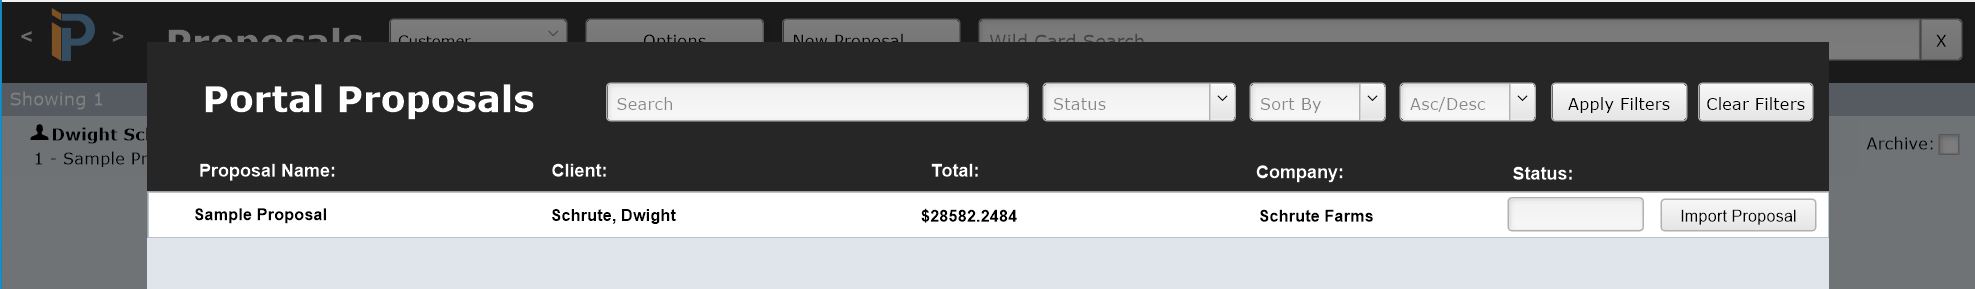 < iP > Proposals Customer Options New Proposal Wild Card Search X
Showing 1
Portal Proposals Search Status Sort By Asc/Desc Apply Filters Clear Filters
Dwight Sc
1 - Sample Pr
Archive:
Proposal Name: Client: Total: Company: Status:
Sample Proposal Schrute, Dwight $28582.2484 Schrute Farms Import Proposal